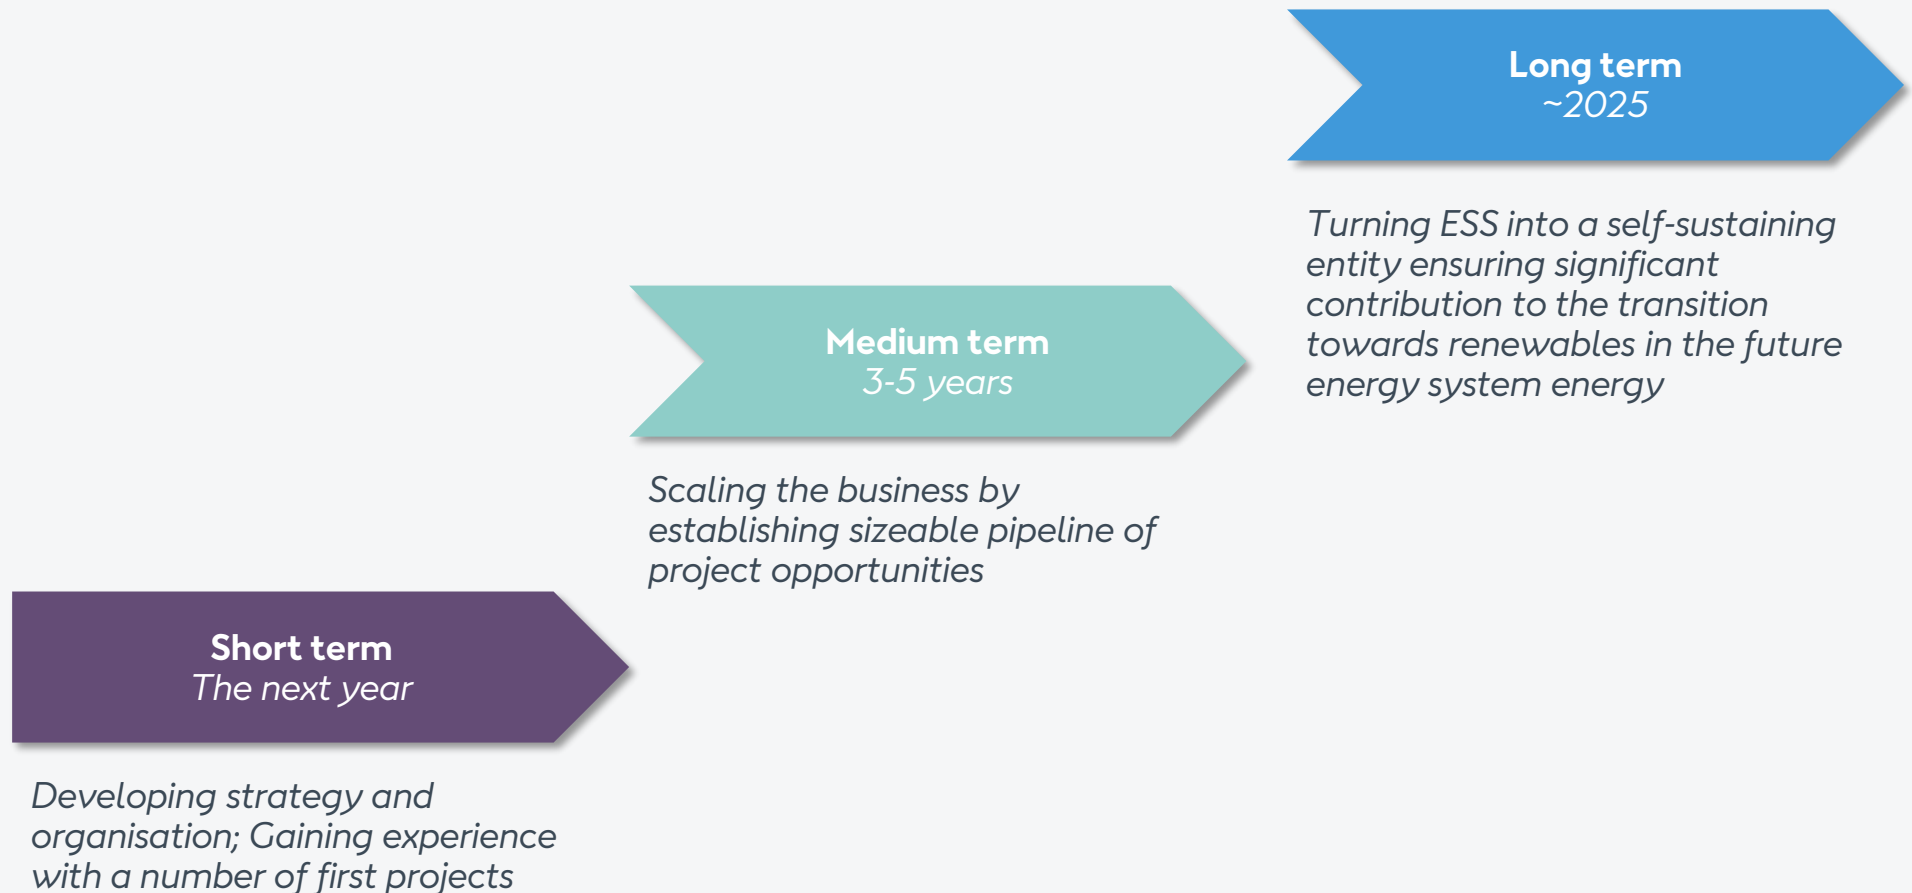 Long term
~2025
Turning ESS into a self-sustaining
entity ensuring significant
contribution to the transition
towards renewables in the future
energy system energy
Medium term
3-5 years
Scaling the business by
establishing sizeable pipeline of
project opportunities
Short term
The next year
Developing strategy and
organisation; Gaining experience
with a number of first projects